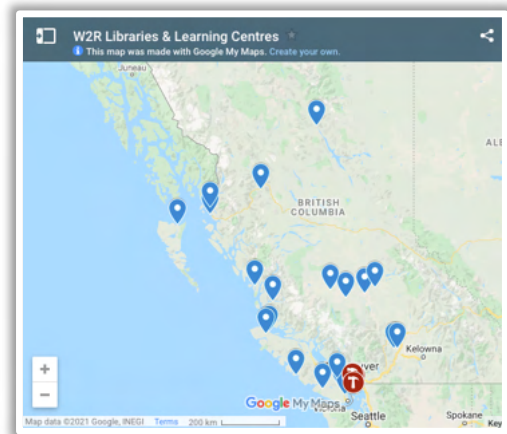 W2R Libraries & Learning Centres
This map was made with Google My Maps. Create your own.
Juneau
BRITISH
COLUMBIA
Kelowna
Google My Maps
Seattle
Spokane
Map data ©2021 Google, INEGI Terms 200 km
Key